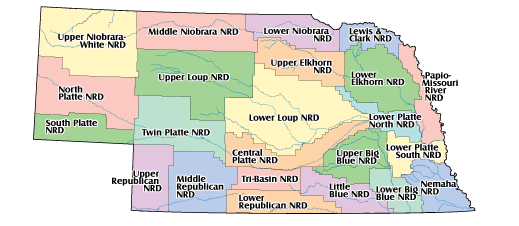 Upper Niobrara-
White NRD
Middle Niobrara NRD
Lower Niobrara
NRD
Lewis &
Clark NRD
North
Platte NRD
Upper Loup NRD
Upper Elkhorn
NRD
Lower
Elkhorn NRD
Papio-
Missouri
River
NRD
South Platte
NRD
Twin Platte NRD
Lower Loup NRD
Lower Platte
North NRD
Central
Platte NRD
Upper Big
Blue NRD
Lower Platte
South NRD
Upper
Republican
NRD
Middle
Republican
NRD
Tri-Basin NRD
Lower
Republican NRD
Little
Blue NRD
Lower Big
Blue NRD
Nemaha
NRD